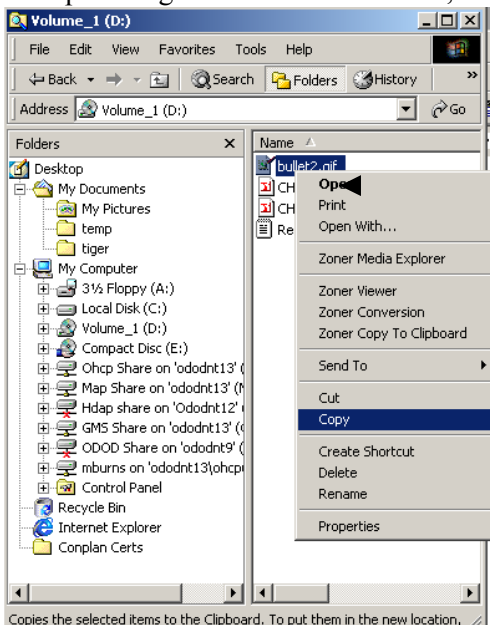 Volume_1 (D:)
File Edit View Favorites Tools Help
Back Search Folders History »
Address Volume_1 (D:) Go
Folders x
Name
Desktop
My Documents
My Pictures
temp
tiger
My Computer
3½ Floppy (A:)
Local Disk (C:)
Volume_1 (D:)
Compact Disc (E:)
Ohcp Share on 'ododnt13' (
Map Share on 'ododnt13' (
Hdap share on 'Ododnt12'
GMS Share on 'ododnt13' (
ODOD Share on 'ododnt9' (
mburns on 'ododnt13\ohcp
Control Panel
Recycle Bin
Internet Explorer
Conplan Certs
bullet2.gif
CH
CH
Re
Print
Open With...
Zoner Media Explorer
Zoner Viewer
Zoner Conversion
Zoner Copy To Clipboard
Send To
Cut
Copy
Create Shortcut
Delete
Rename
Properties
Copies the selected items to the Clipboard. To put them in the new location,